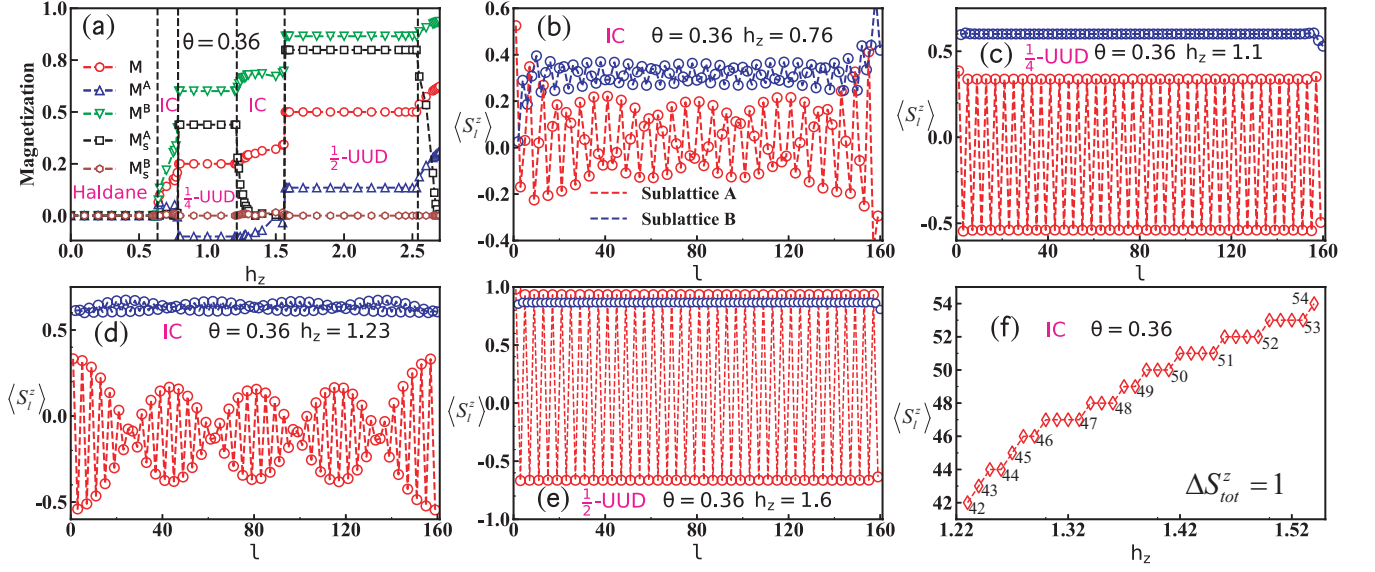 (a)
θ = 0.36
M
M^A
M^B
M_s^A
M_s^B
IC
IC
Haldane
1/4-UUD
1/2-UUD
Magnetization
1.0
0.8
0.5
0.2
0.0
0.0 0.5 1.0 1.5 2.0 2.5
h_z
(b)
IC θ = 0.36 h_z = 0.76
Sublattice A
Sublattice B
⟨S_l^z⟩
0.6
0.4
0.2
0.0
-0.2
-0.4
0 40 80 120 160
l
(c)
1/4-UUD θ = 0.36 h_z = 1.1
⟨S_l^z⟩
0.5
0.0
-0.5
0 40 80 120 160
l
(d)
IC θ = 0.36 h_z = 1.23
⟨S_l^z⟩
0.5
0.0
-0.5
0 40 80 120 160
l
(e)
1/2-UUD θ = 0.36 h_z = 1.6
⟨S_l^z⟩
1.0
0.5
0.0
-0.5
-1.0
0 40 80 120 160
l
(f)
IC θ = 0.36
⟨S_l^z⟩
54
52
50
48
46
44
42
42
43
44
45
46
47
48
49
50
51
52
53
54
ΔS_tot^z = 1
1.22 1.32 1.42 1.52
h_z